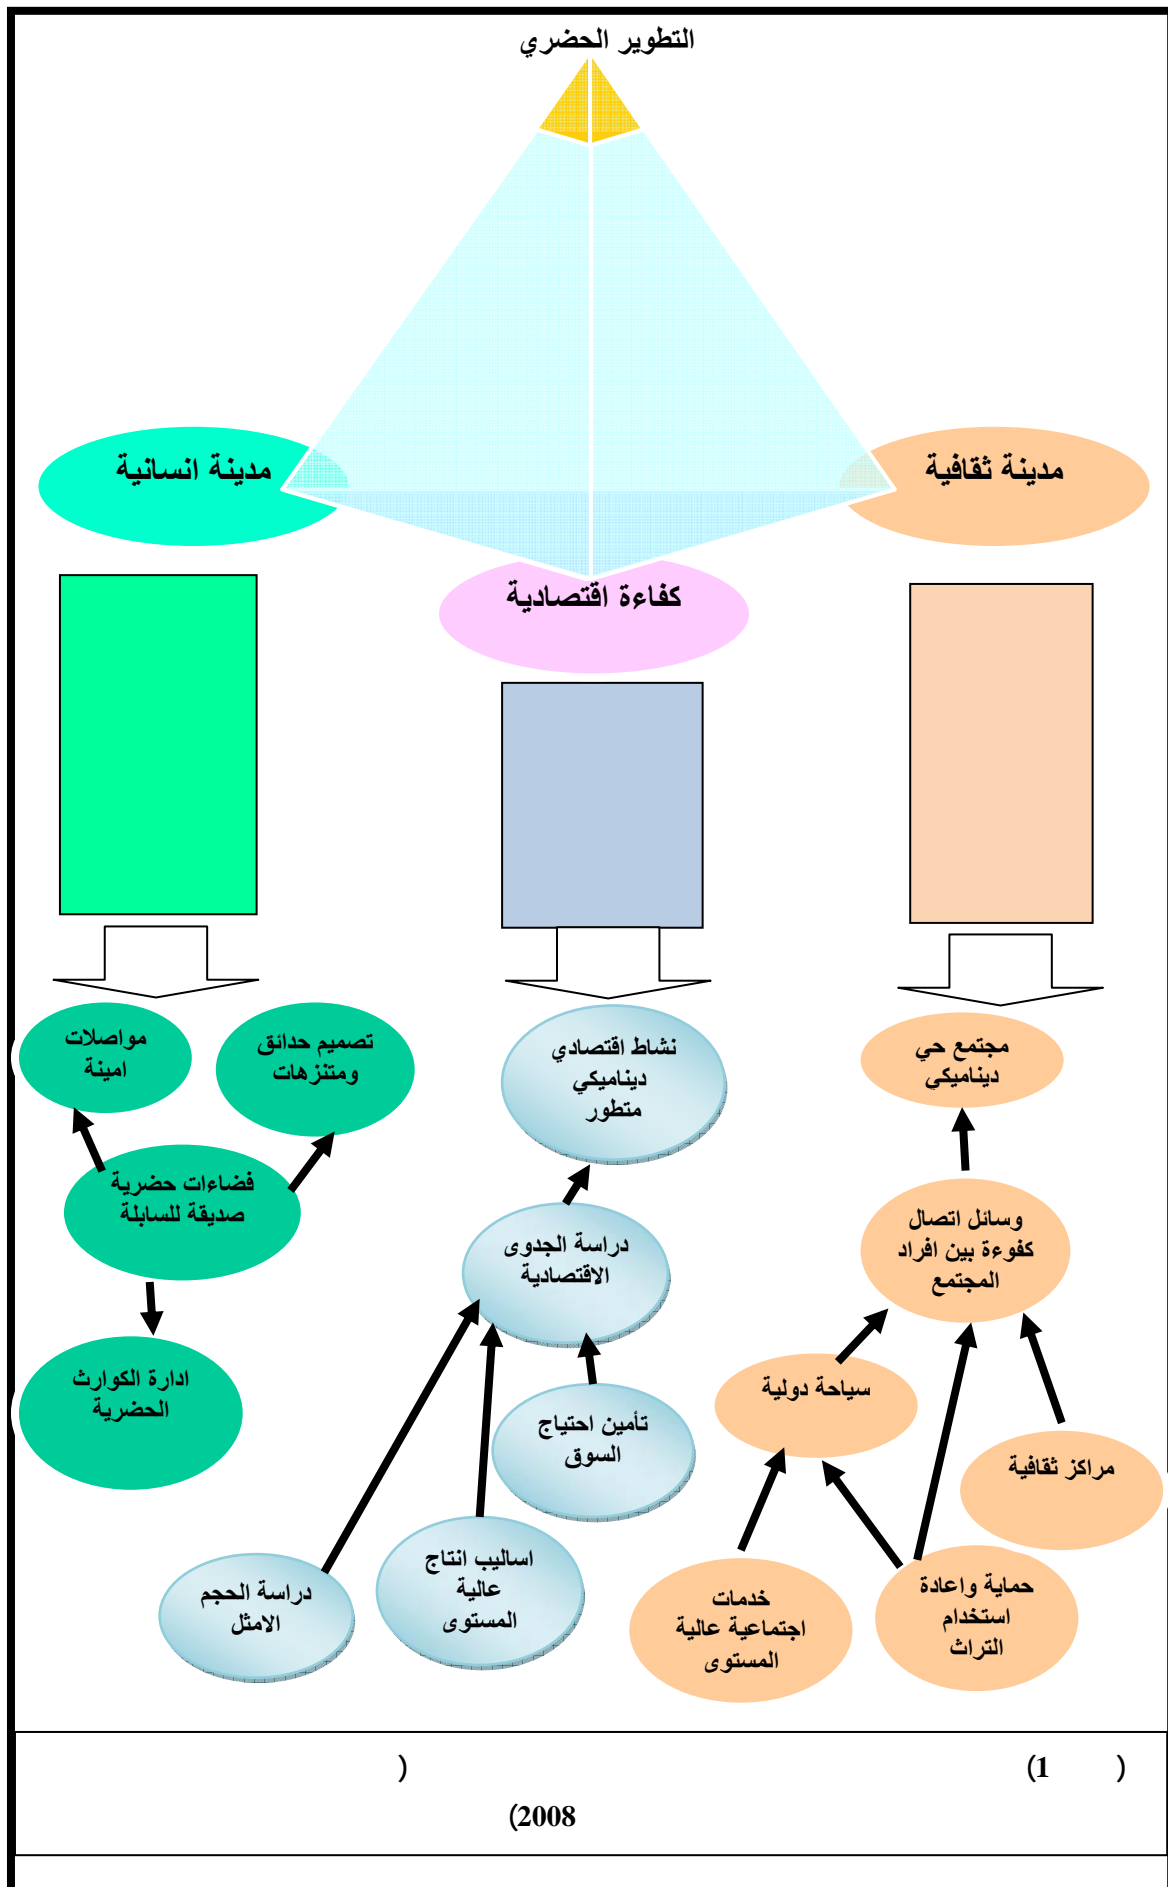 التطوير الحضري
مدينة ثقافية
مدينة انسانية
كفاءة اقتصادية
مجتمع حي
ديناميكي
وسائل اتصال
كفوءة بين افراد
المجتمع
سياحة دولية
مراكز ثقافية
خدمات
اجتماعية عالية
المستوى
حماية واعادة
استخدام
التراث
نشاط اقتصادي
ديناميكي
متطور
دراسة الجدوى
الاقتصادية
تأمين احتياج
السوق
اساليب انتاج
عالية
المستوى
دراسة الحجم
الامثل
تصميم حدائق
ومتنزهات
مواصلات
امينة
فضاءات حضرية
صديقة للسابلة
ادارة الكوارث
الحضرية
( 1) (
2008)